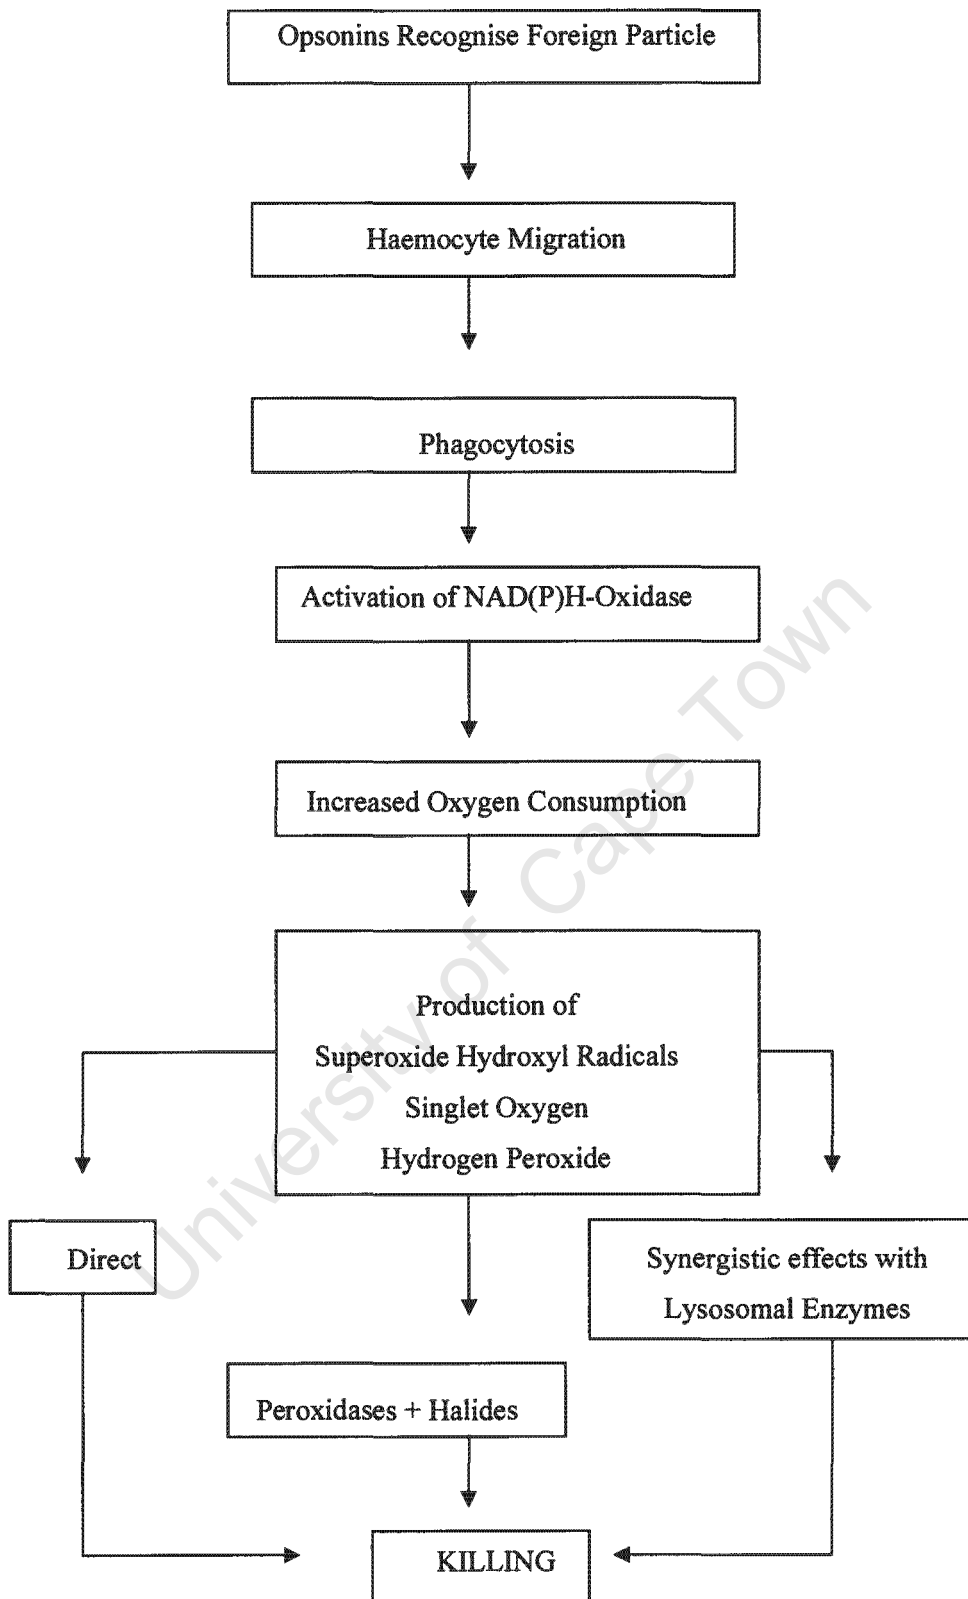 Opsonins Recognise Foreign Particle
Haemocyte Migration
Phagocytosis
Activation of NAD(P)H-Oxidase
Increased Oxygen Consumption
Production of
Superoxide Hydroxyl Radicals
Singlet Oxygen
Hydrogen Peroxide
Direct
Synergistic effects with
Lysosomal Enzymes
Peroxidases + Halides
KILLING
University of Cape Town